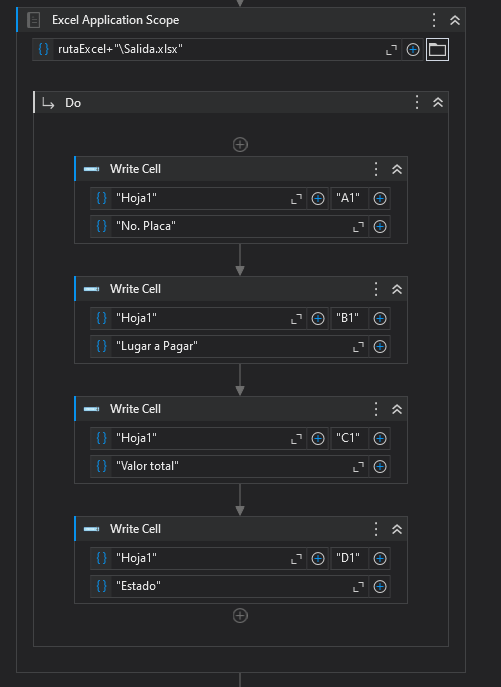 Excel Application Scope
rutaExcel+"\Salida.xlsx"
Do
Write Cell
"Hoja1" "A1"
"No. Placa"
Write Cell
"Hoja1" "B1"
"Lugar a Pagar"
Write Cell
"Hoja1" "C1"
"Valor total"
Write Cell
"Hoja1" "D1"
"Estado"